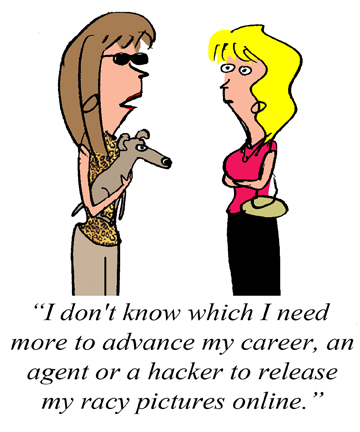 “I don't know which I need
more to advance my career, an
agent or a hacker to release
my racy pictures online.”